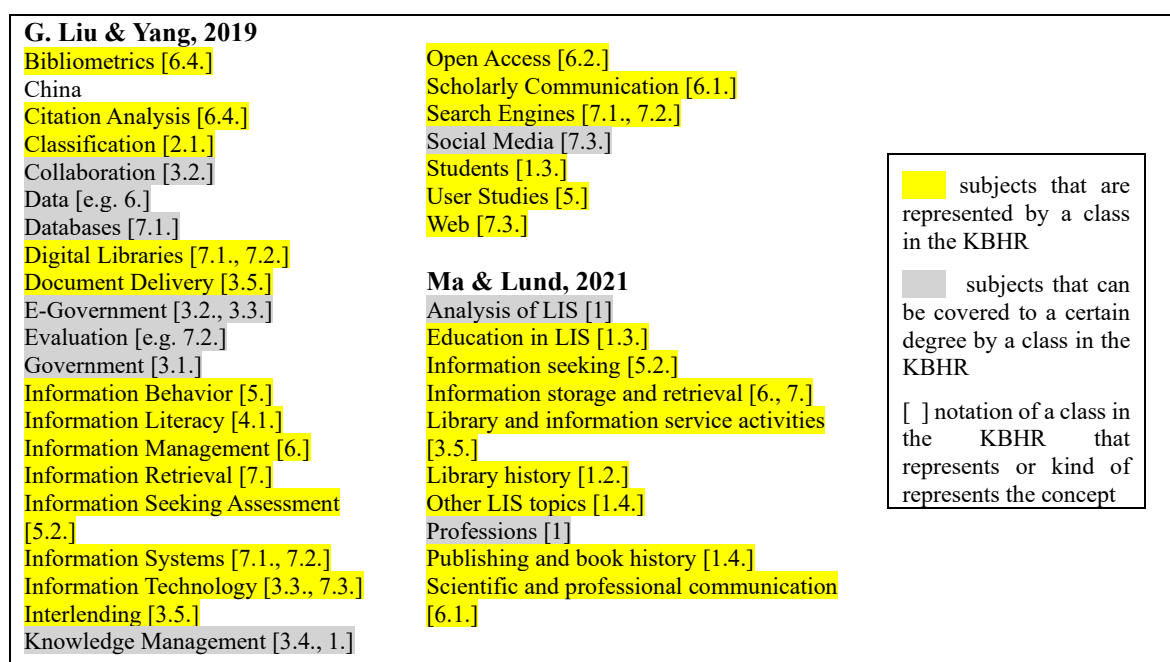 G. Liu & Yang, 2019
Bibliometrics [6.4.]
China
Citation Analysis [6.4.]
Classification [2.1.]
Collaboration [3.2.]
Data [e.g. 6.]
Databases [7.1.]
Digital Libraries [7.1., 7.2.]
Document Delivery [3.5.]
E-Government [3.2., 3.3.]
Evaluation [e.g. 7.2.]
Government [3.1.]
Information Behavior [5.]
Information Literacy [4.1.]
Information Management [6.]
Information Retrieval [7.]
Information Seeking Assessment
[5.2.]
Information Systems [7.1., 7.2.]
Information Technology [3.3., 7.3.]
Interlending [3.5.]
Knowledge Management [3.4., 1.]
Open Access [6.2.]
Scholarly Communication [6.1.]
Search Engines [7.1., 7.2.]
Social Media [7.3.]
Students [1.3.]
User Studies [5.]
Web [7.3.]
Ma & Lund, 2021
Analysis of LIS [1]
Education in LIS [1.3.]
Information seeking [5.2.]
Information storage and retrieval [6., 7.]
Library and information service activities
[3.5.]
Library history [1.2.]
Other LIS topics [1.4.]
Professions [1]
Publishing and book history [1.4.]
Scientific and professional communication
[6.1.]
subjects that are
represented by a class
in the KBHR
subjects that can
be covered to a certain
degree by a class in the
KBHR
[ ] notation of a class in
the KBHR that
represents or kind of
represents the concept